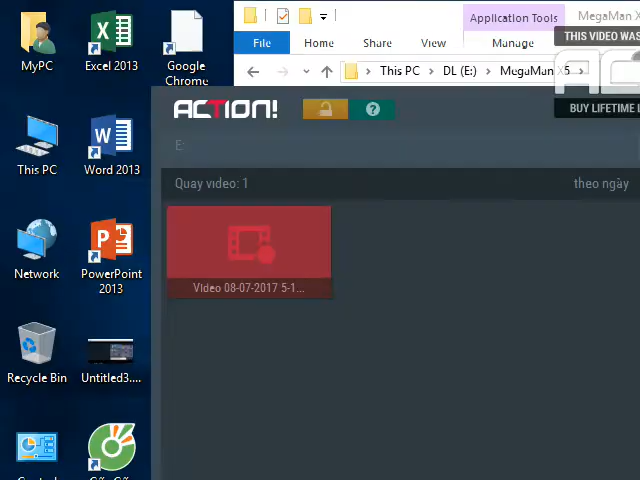 MyPC
Excel 2013
Google
Chrome
This PC
Word 2013
Network
PowerPoint
2013
Recycle Bin
Untitled3....
Application Tools
MegaMan X
File
Home
Share
View
Manage
This PC
DL (E:)
MegaMan X5
THIS VIDEO WAS
BUY LIFETIME L
ACTION!
E:
Quay video: 1
theo ngày
Video 08-07-2017 5-1...